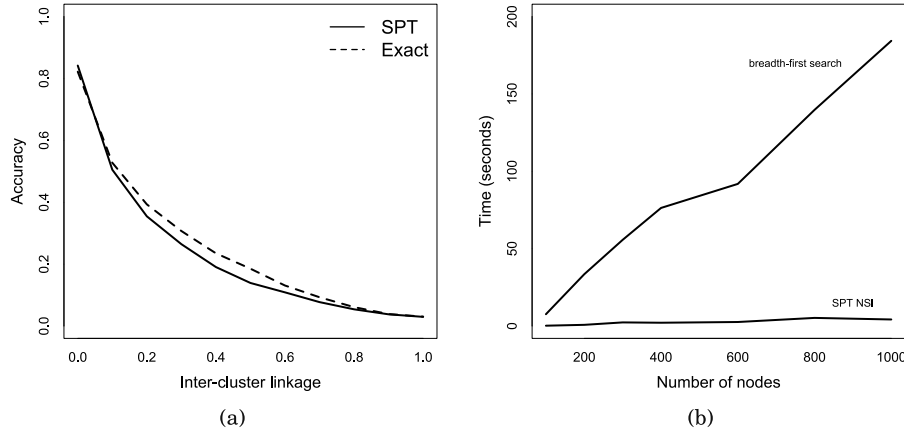 1.0
0.8
0.6
0.4
0.2
0.0
Accuracy
SPT
Exact
0.0 0.2 0.4 0.6 0.8 1.0
Inter-cluster linkage
(a)
200
150
100
50
0
Time (seconds)
breadth-first search
SPT NSI
200 400 600 800 1000
Number of nodes
(b)